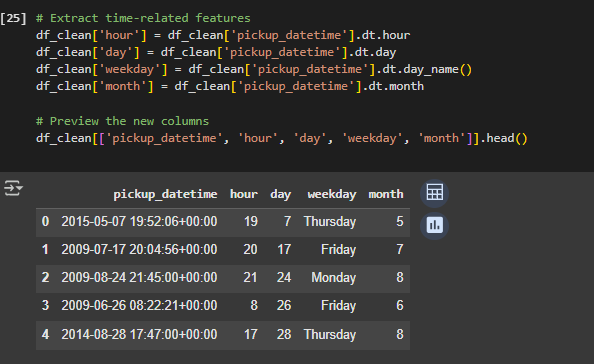 [25] # Extract time-related features
df_clean['hour'] = df_clean['pickup_datetime'].dt.hour
df_clean['day'] = df_clean['pickup_datetime'].dt.day
df_clean['weekday'] = df_clean['pickup_datetime'].dt.day_name()
df_clean['month'] = df_clean['pickup_datetime'].dt.month
# Preview the new columns
df_clean[['pickup_datetime', 'hour', 'day', 'weekday', 'month']].head()
pickup_datetime hour day weekday month
0 2015-05-07 19:52:06+00:00 19 7 Thursday 5
1 2009-07-17 20:04:56+00:00 20 17 Friday 7
2 2009-08-24 21:45:00+00:00 21 24 Monday 8
3 2009-06-26 08:22:21+00:00 8 26 Friday 6
4 2014-08-28 17:47:00+00:00 17 28 Thursday 8